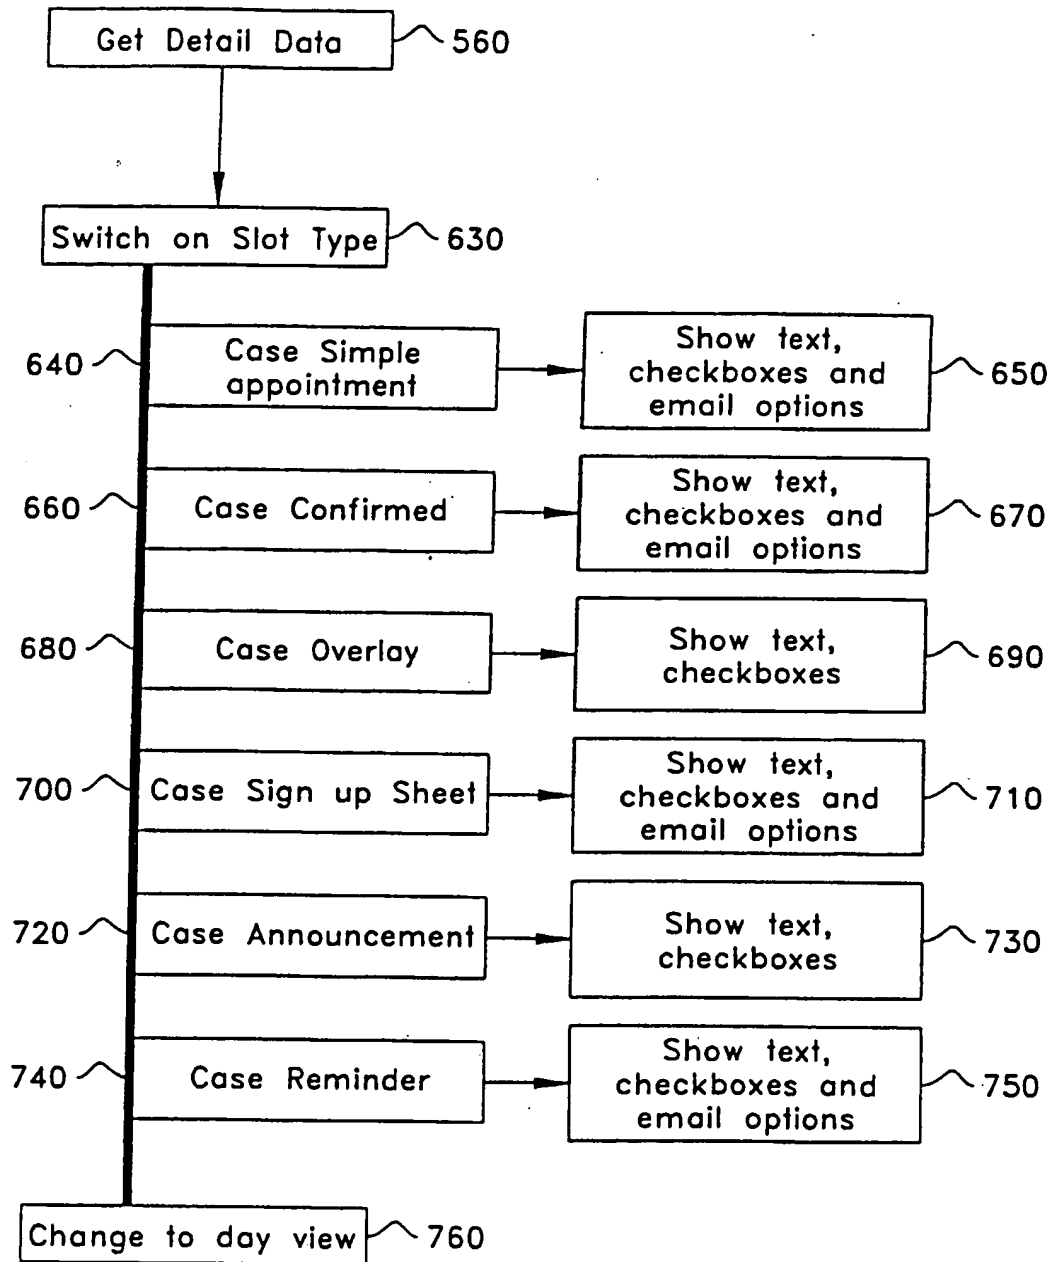 Get Detail Data
560
Switch on Slot Type
630
640
Case Simple
appointment
Show text,
checkboxes and
email options
650
660
Case Confirmed
Show text,
checkboxes and
email options
670
680
Case Overlay
Show text,
checkboxes
690
700
Case Sign up Sheet
Show text,
checkboxes and
email options
710
720
Case Announcement
Show text,
checkboxes
730
740
Case Reminder
Show text,
checkboxes and
email options
750
Change to day view
760